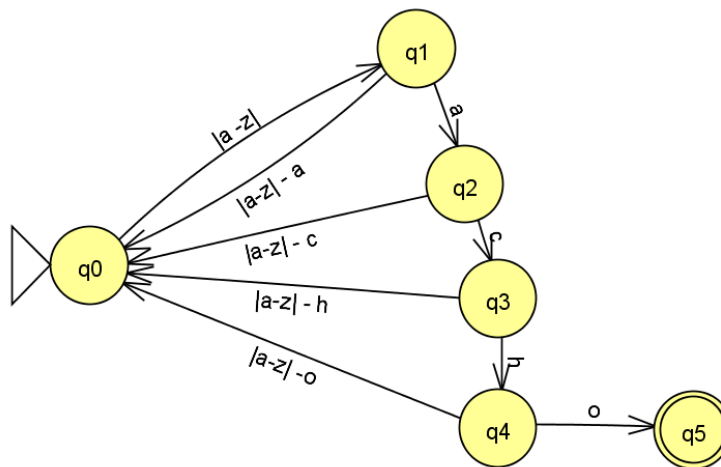 q1
|a -z|
a
|a-z| - a
q2
|a-z| - c
c
q0
q3
|a-z| - h
h
|a-z| -o
o
q4
q5